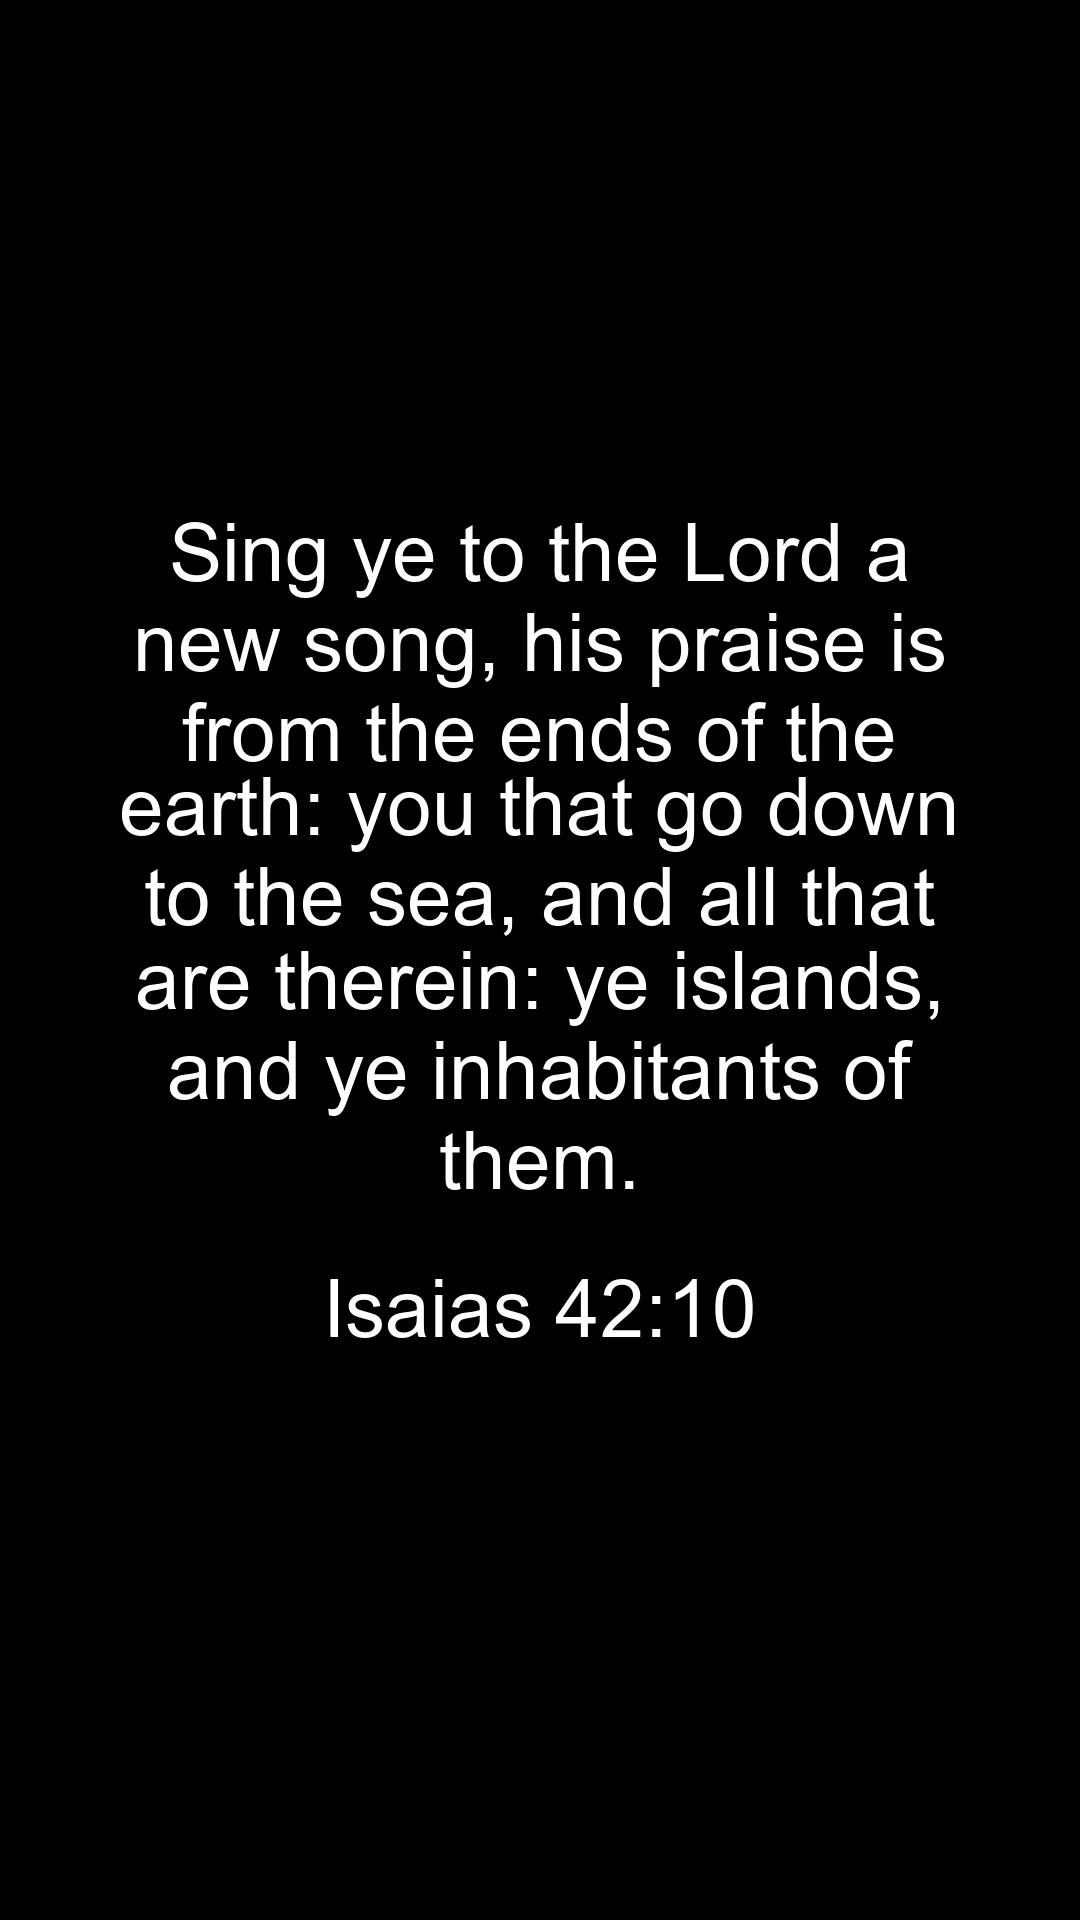 Sing ye to the Lord a
new song, his praise is
from the ends of the
earth: you that go down
to the sea, and all that
are therein: ye islands,
and ye inhabitants of
them.
Isaias 42:10